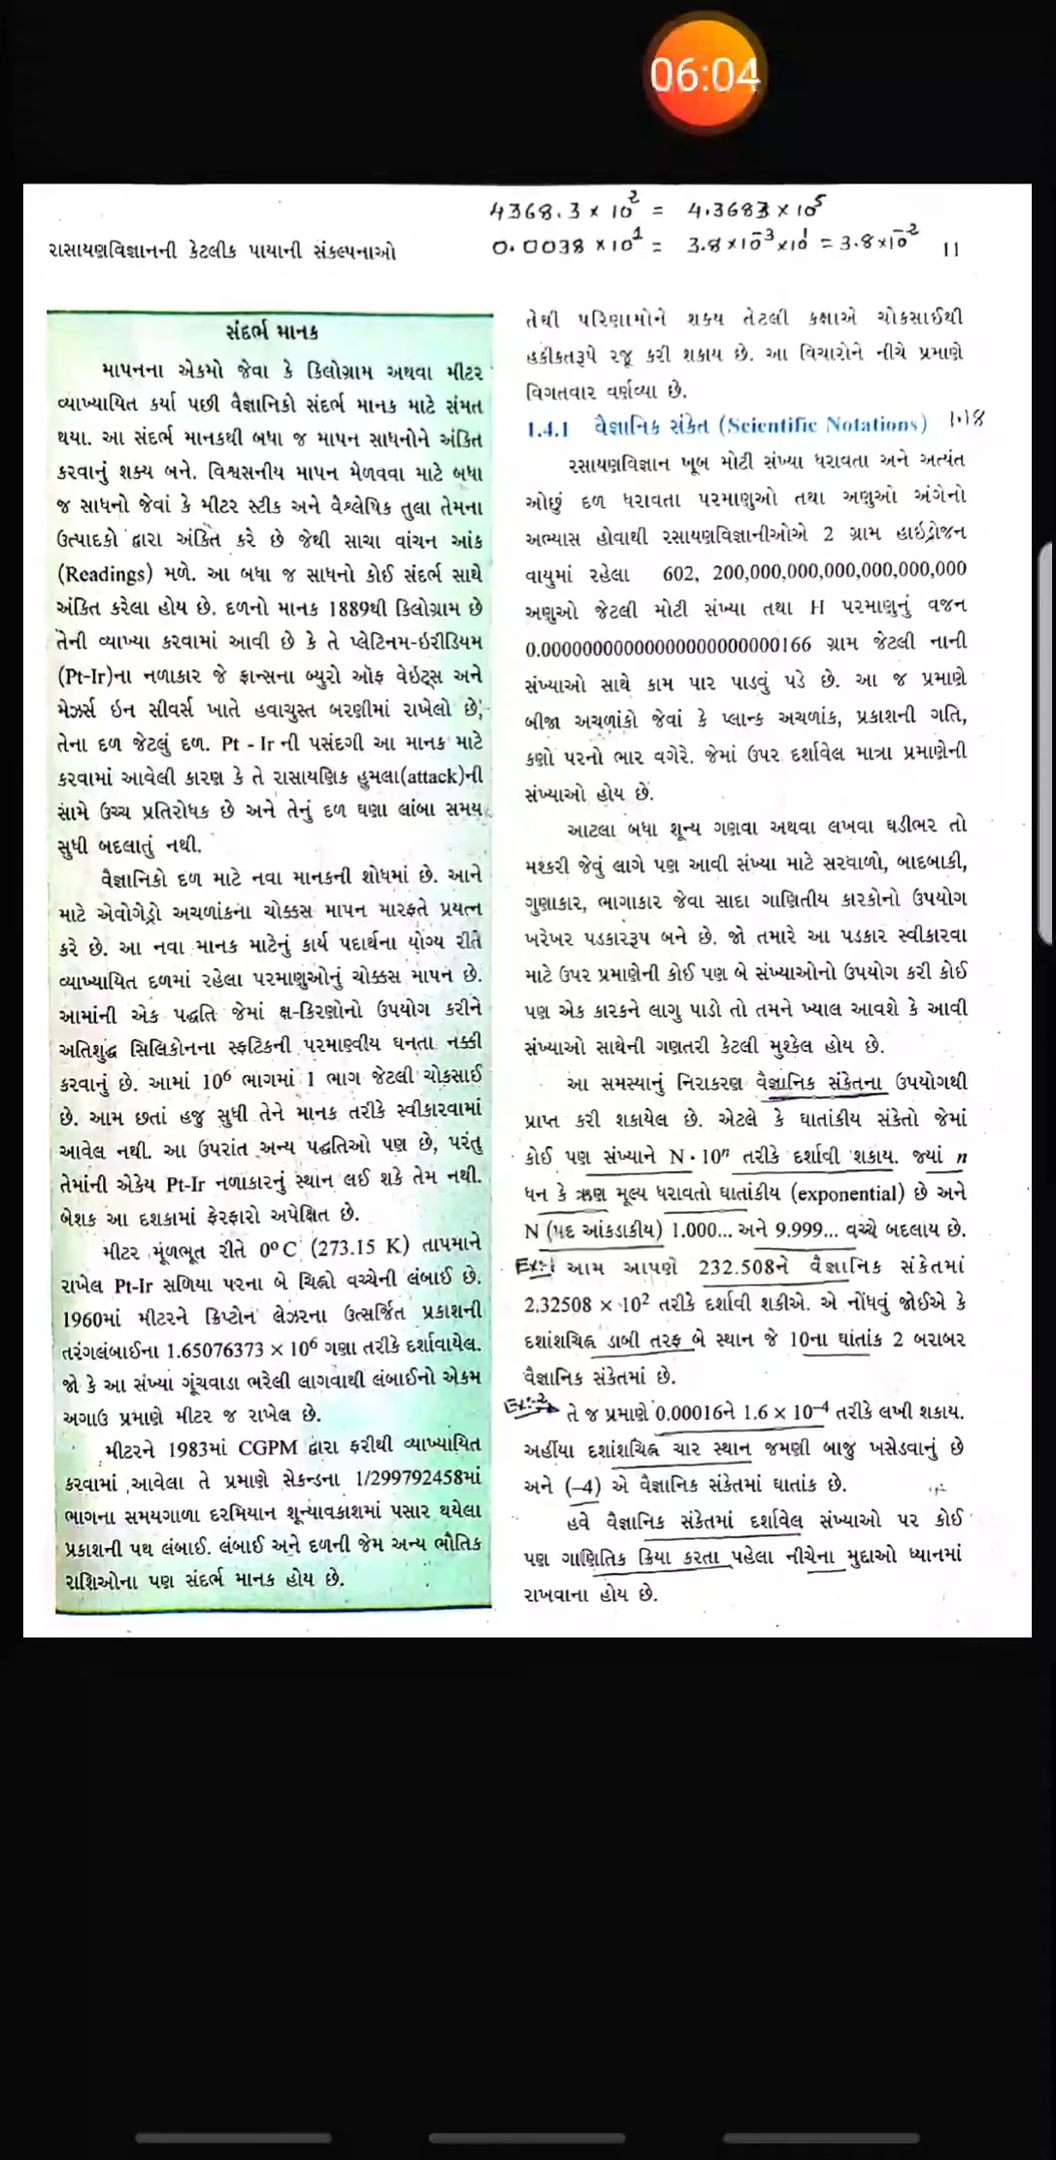 06:04
4368.3 × 10² = 4.3683 × 10⁵
0.0038 × 10¹ = 3.8 × 10⁻³ × 10¹ = 3.8 × 10⁻²
રાસાયણવિજ્ઞાનની કેટલીક પાયાની સંકલ્પનાઓ
11
સંદર્ભ માનક
માપનના એકમો જેવા કે કિલોગ્રામ અથવા મીટર
વ્યાખ્યાયિત કર્યા પછી વૈજ્ઞાનિકો સંદર્ભ માનક માટે સંમત
થયા. આ સંદર્ભ માનકથી બધા જ માપન સાધનોને અંકિત
કરવાનું શક્ય બને. વિશ્વસનીય માપન મેળવવા માટે બધા
જ સાધનો જેવાં કે મીટર સ્ટીક અને વૈશ્લેષિક તુલા તેમના
ઉત્પાદકો દ્વારા અંકિત કરે છે જેથી સાચા વાંચન આંક
(Readings) મળે. આ બધા જ સાધનો કોઈ સંદર્ભ સાથે
અંકિત કરેલા હોય છે. દળનો માનક 1889થી કિલોગ્રામ છે
તેની વ્યાખ્યા કરવામાં આવી છે કે તે પ્લેટિનમ-ઇરીડિયમ
(Pt-Ir)ના નળાકાર જે ફ્રાન્સના બ્યુરો ઑફ વેઇટ્સ અને
મેઝર્સ ઇન સીવર્સ ખાતે હવાચુસ્ત બરણીમાં રાખેલો છે,
તેના દળ જેટલું દળ. Pt - Ir ની પસંદગી આ માનક માટે
કરવામાં આવેલી કારણ કે તે રાસાયણિક હુમલા(attack)ની
સામે ઉચ્ચ પ્રતિરોધક છે અને તેનું દળ ઘણા લાંબા સમય
સુધી બદલાતું નથી.
વૈજ્ઞાનિકો દળ માટે નવા માનકની શોધમાં છે. આને
માટે એવોગેડ્રો અચળાંકના ચોક્કસ માપન મારફતે પ્રયત્ન
કરે છે. આ નવા માનક માટેનું કાર્ય પદાર્થના યોગ્ય રીતે
વ્યાખ્યાયિત દળમાં રહેલા પરમાણુઓનું ચોક્કસ માપન છે.
આમાંની એક પદ્ધતિ જેમાં ક્ષ-કિરણોનો ઉપયોગ કરીને
અતિશુદ્ધ સિલિકોનના સ્ફટિકની પરમાણ્વીય ઘનતા નક્કી
કરવાનું છે. આમાં 10⁶ ભાગમાં 1 ભાગ જેટલી ચોકસાઈ
છે. આમ છતાં હજુ સુધી તેને માનક તરીકે સ્વીકારવામાં
આવેલ નથી. આ ઉપરાંત અન્ય પદ્ધતિઓ પણ છે, પરંતુ
તેમાંની એકેય Pt-Ir નળાકારનું સ્થાન લઈ શકે તેમ નથી.
બેશક આ દશકામાં ફેરફારો અપેક્ષિત છે.
મીટર મૂળભૂત રીતે 0°C (273.15 K) તાપમાને
રાખેલ Pt-Ir સળિયા પરના બે ચિહ્નો વચ્ચેની લંબાઈ છે.
1960માં મીટરને ક્રિપ્ટોન લેઝરના ઉત્સર્જિત પ્રકાશની
તરંગલંબાઈના 1.65076373 × 10⁶ ગણા તરીકે દર્શાવાયેલ.
જો કે આ સંખ્યા ગૂંચવાડા ભરેલી લાગવાથી લંબાઈનો એકમ
અગાઉ પ્રમાણે મીટર જ રાખેલ છે.
મીટરને 1983માં CGPM દ્વારા ફરીથી વ્યાખ્યાયિત
કરવામાં આવેલા તે પ્રમાણે સેકન્ડના 1/299792458માં
ભાગના સમયગાળા દરમિયાન શૂન્યાવકાશમાં પસાર થયેલા
પ્રકાશની પથ લંબાઈ. લંબાઈ અને દળની જેમ અન્ય ભૌતિક
રાશિઓના પણ સંદર્ભ માનક હોય છે.
તેથી પરિણામોને શક્ય તેટલી કક્ષાએ ચોકસાઈથી
હકીકતરૂપે રજૂ કરી શકાય છે. આ વિચારોને નીચે પ્રમાણે
વિગતવાર વર્ણવ્યા છે.
1.4.1 વૈજ્ઞાનિક સંકેત (Scientific Notations) 1.18
રસાયણવિજ્ઞાન ખૂબ મોટી સંખ્યા ધરાવતા અને અત્યંત
ઓછું દળ ધરાવતા પરમાણુઓ તથા અણુઓ અંગેનો
અભ્યાસ હોવાથી રસાયણવિજ્ઞાનીઓએ 2 ગ્રામ હાઇડ્રોજન
વાયુમાં રહેલા 602, 200,000,000,000,000,000,000
અણુઓ જેટલી મોટી સંખ્યા તથા H પરમાણુનું વજન
0.00000000000000000000000166 ગ્રામ જેટલી નાની
સંખ્યાઓ સાથે કામ પાર પાડવું પડે છે. આ જ પ્રમાણે
બીજા અચળાંકો જેવાં કે પ્લાન્ક અચળાંક, પ્રકાશની ગતિ,
કણો પરનો ભાર વગેરે. જેમાં ઉપર દર્શાવેલ માત્રા પ્રમાણેની
સંખ્યાઓ હોય છે.
આટલા બધા શૂન્ય ગણવા અથવા લખવા ઘડીભર તો
મશ્કરી જેવું લાગે પણ આવી સંખ્યા માટે સરવાળો, બાદબાકી,
ગુણાકાર, ભાગાકાર જેવા સાદા ગાણિતીય કારકોનો ઉપયોગ
ખરેખર પડકારરૂપ બને છે. જો તમારે આ પડકાર સ્વીકારવા
માટે ઉપર પ્રમાણેની કોઈ પણ બે સંખ્યાઓનો ઉપયોગ કરી કોઈ
પણ એક કારકને લાગુ પાડો તો તમને ખ્યાલ આવશે કે આવી
સંખ્યાઓ સાથેની ગણતરી કેટલી મુશ્કેલ હોય છે.
આ સમસ્યાનું નિરાકરણ વૈજ્ઞાનિક સંકેતના ઉપયોગથી
પ્રાપ્ત કરી શકાયેલ છે. એટલે કે ઘાતાંકીય સંકેતો જેમાં
કોઈ પણ સંખ્યાને N · 10ⁿ તરીકે દર્શાવી શકાય. જ્યાં n
ધન કે ઋણ મૂલ્ય ધરાવતો ઘાતાંકીય (exponential) છે અને
N (પદ આંકડાકીય) 1.000... અને 9.999... વચ્ચે બદલાય છે.
Ex:-1 આમ આપણે 232.508ને વૈજ્ઞાનિક સંકેતમાં
2.32508 × 10² તરીકે દર્શાવી શકીએ. એ નોંધવું જોઈએ કે
દશાંશચિહ્ન ડાબી તરફ બે સ્થાન જે 10ના ઘાંતાંક 2 બરાબર
વૈજ્ઞાનિક સંકેતમાં છે.
Ex:-2 તે જ પ્રમાણે 0.00016ને 1.6 × 10⁻⁴ તરીકે લખી શકાય.
અહીંયા દશાંશચિહ્ન ચાર સ્થાન જમણી બાજુ ખસેડવાનું છે
અને (–4) એ વૈજ્ઞાનિક સંકેતમાં ઘાતાંક છે.
હવે વૈજ્ઞાનિક સંકેતમાં દર્શાવેલ સંખ્યાઓ પર કોઈ
પણ ગાણિતિક ક્રિયા કરતા પહેલા નીચેના મુદ્દાઓ ધ્યાનમાં
રાખવાના હોય છે.